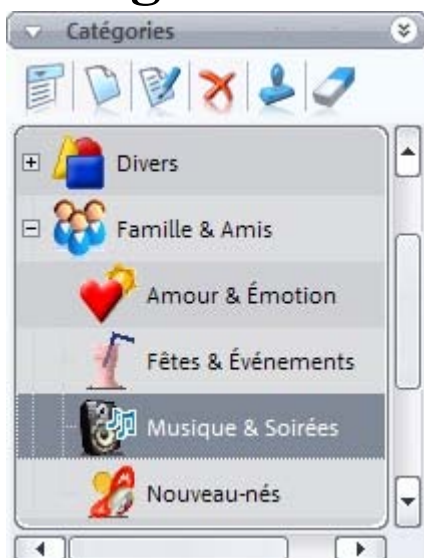 Catégories
Divers
Famille & Amis
Amour & Émotion
Fêtes & Événements
Musique & Soirées
Nouveau-nés